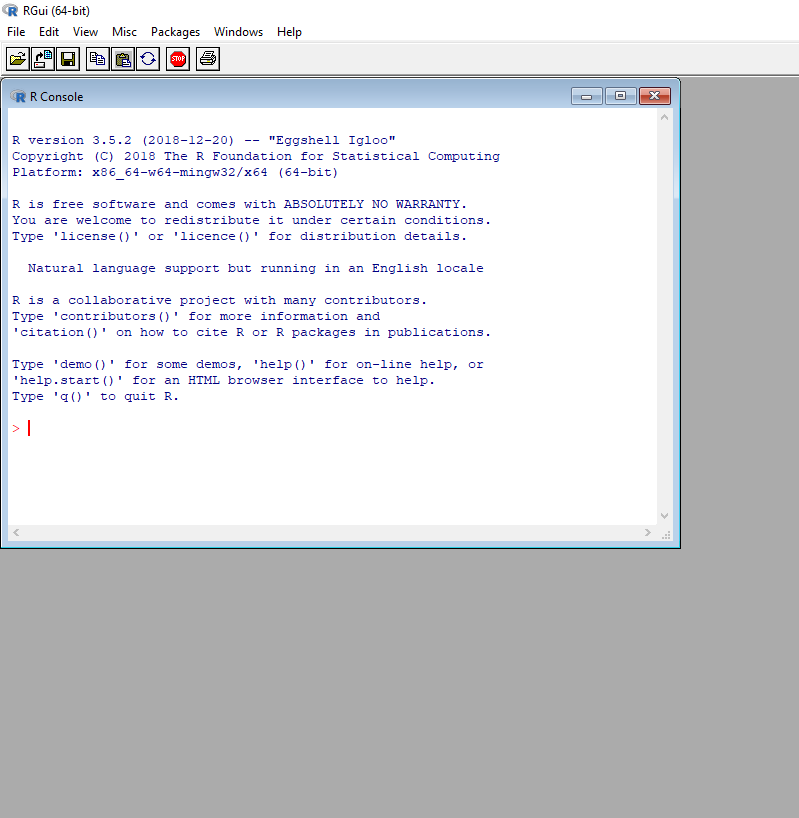 RGui (64-bit)
File Edit View Misc Packages Windows Help
STOP
R Console
R version 3.5.2 (2018-12-20) -- "Eggshell Igloo"
Copyright (C) 2018 The R Foundation for Statistical Computing
Platform: x86_64-w64-mingw32/x64 (64-bit)
R is free software and comes with ABSOLUTELY NO WARRANTY.
You are welcome to redistribute it under certain conditions.
Type 'license()' or 'licence()' for distribution details.
Natural language support but running in an English locale
R is a collaborative project with many contributors.
Type 'contributors()' for more information and
'citation()' on how to cite R or R packages in publications.
Type 'demo()' for some demos, 'help()' for on-line help, or
'help.start()' for an HTML browser interface to help.
Type 'q()' to quit R.
>